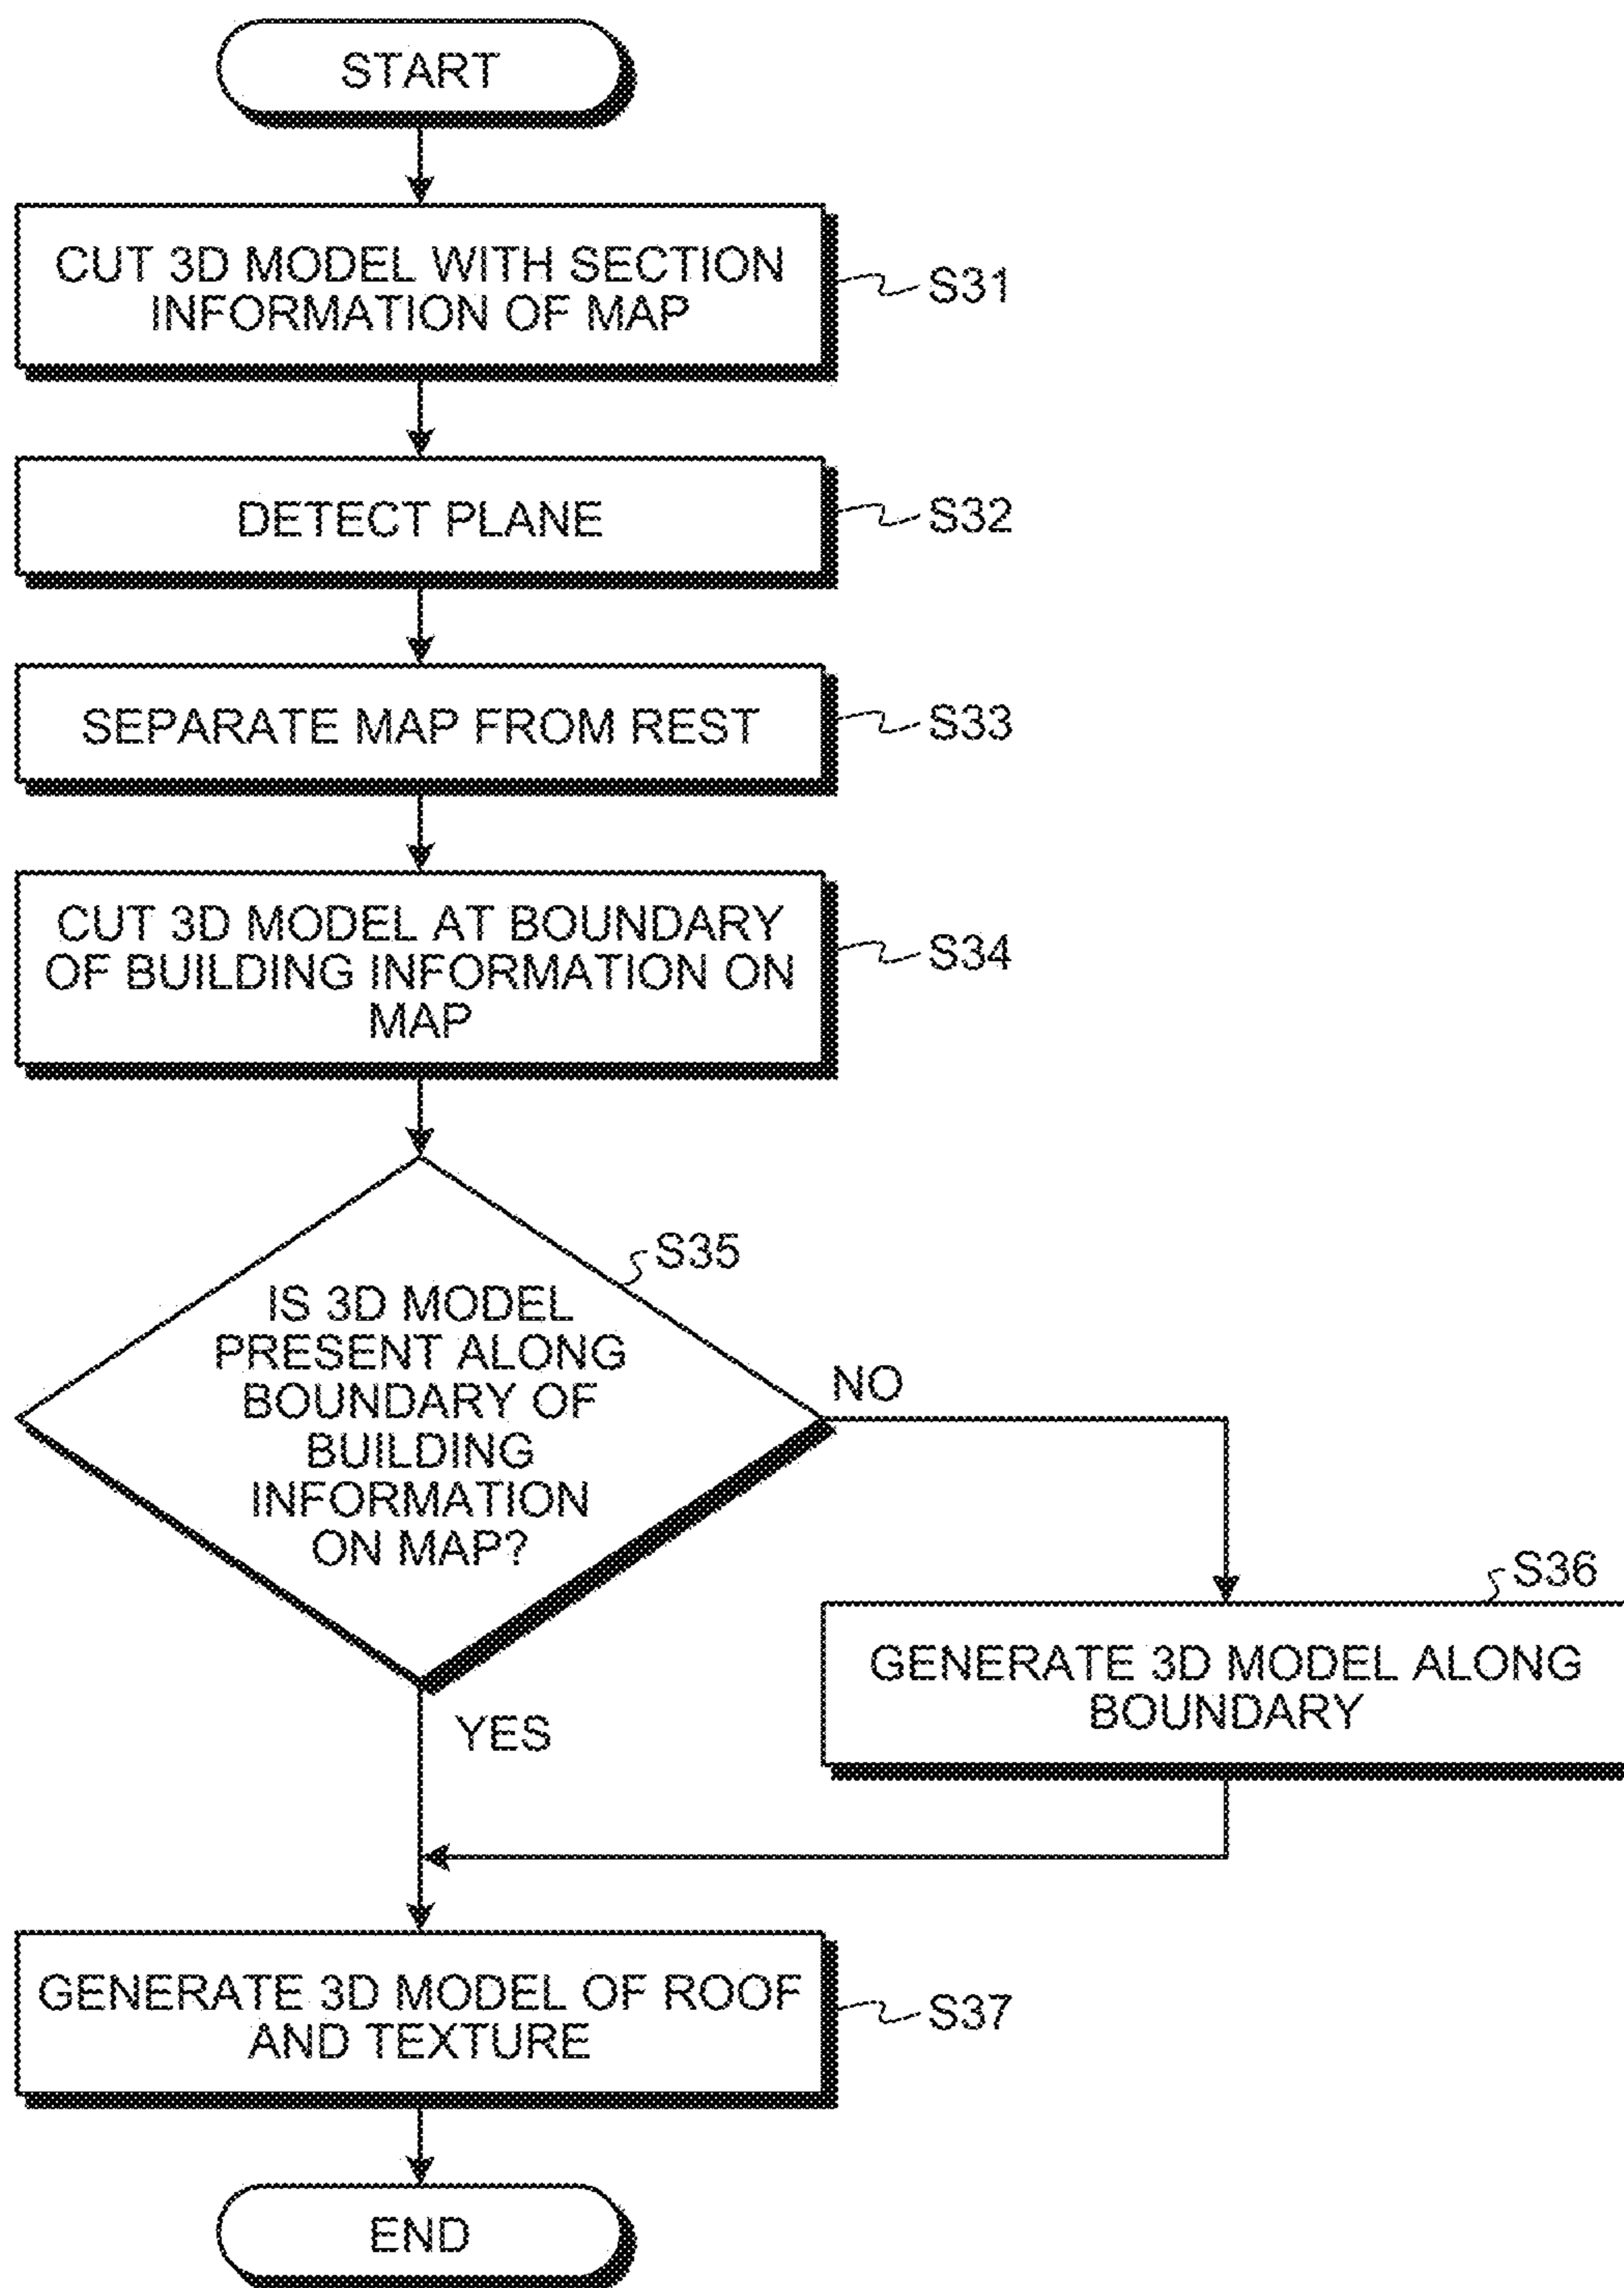 START
CUT 3D MODEL WITH SECTION
INFORMATION OF MAP
S31
DETECT PLANE
S32
SEPARATE MAP FROM REST
S33
CUT 3D MODEL AT BOUNDARY
OF BUILDING INFORMATION ON
MAP
S34
S35
IS 3D MODEL
PRESENT ALONG
BOUNDARY OF
BUILDING
INFORMATION
ON MAP?
NO
S36
GENERATE 3D MODEL ALONG
BOUNDARY
YES
GENERATE 3D MODEL OF ROOF
AND TEXTURE
S37
END